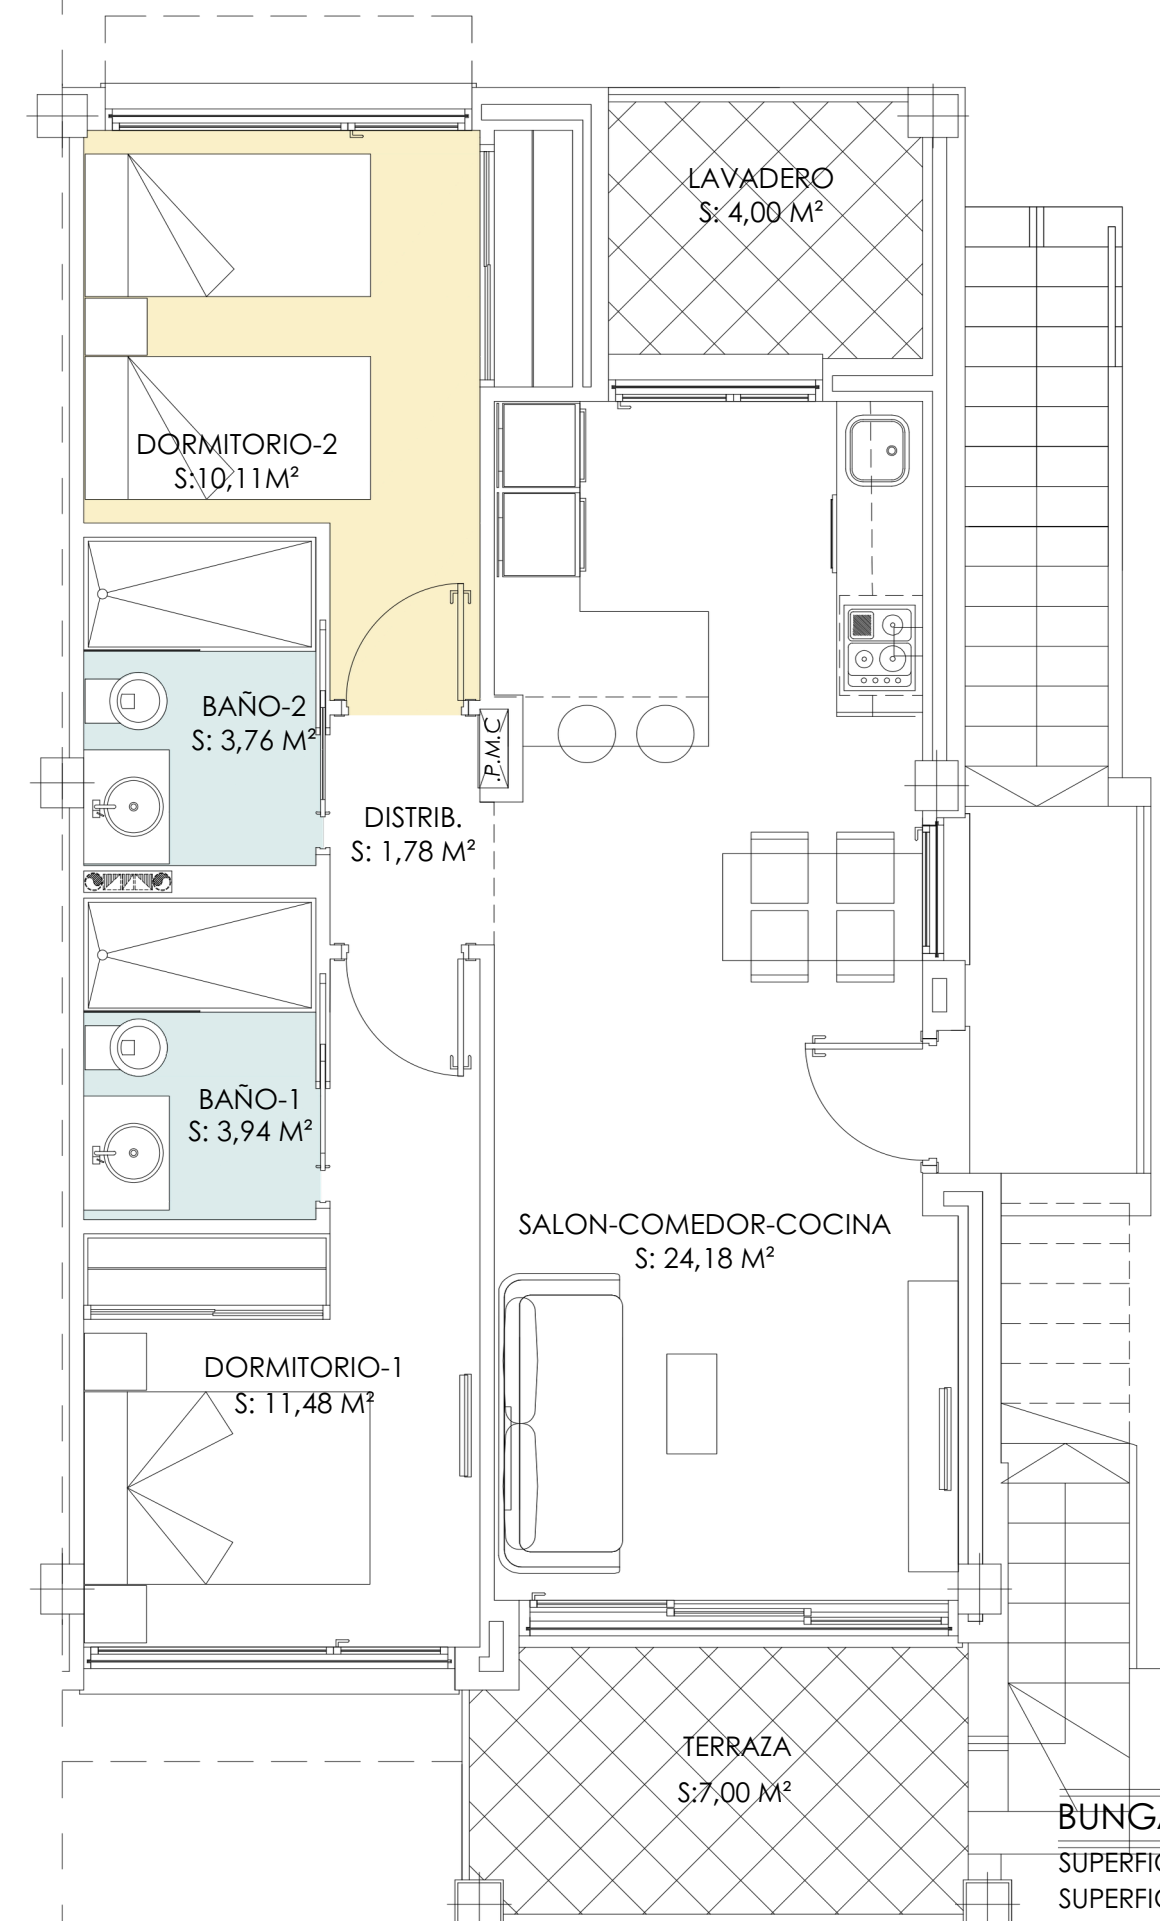 LAVADERO
S: 4,00 M²
DORMITORIO-2
S:10,11M²
BAÑO-2
S: 3,76 M²
P.M.C.
DISTRIB.
S: 1,78 M²
BAÑO-1
S: 3,94 M²
SALON-COMEDOR-COCINA
S: 24,18 M²
DORMITORIO-1
S: 11,48 M²
TERRAZA
S:7,00 M²